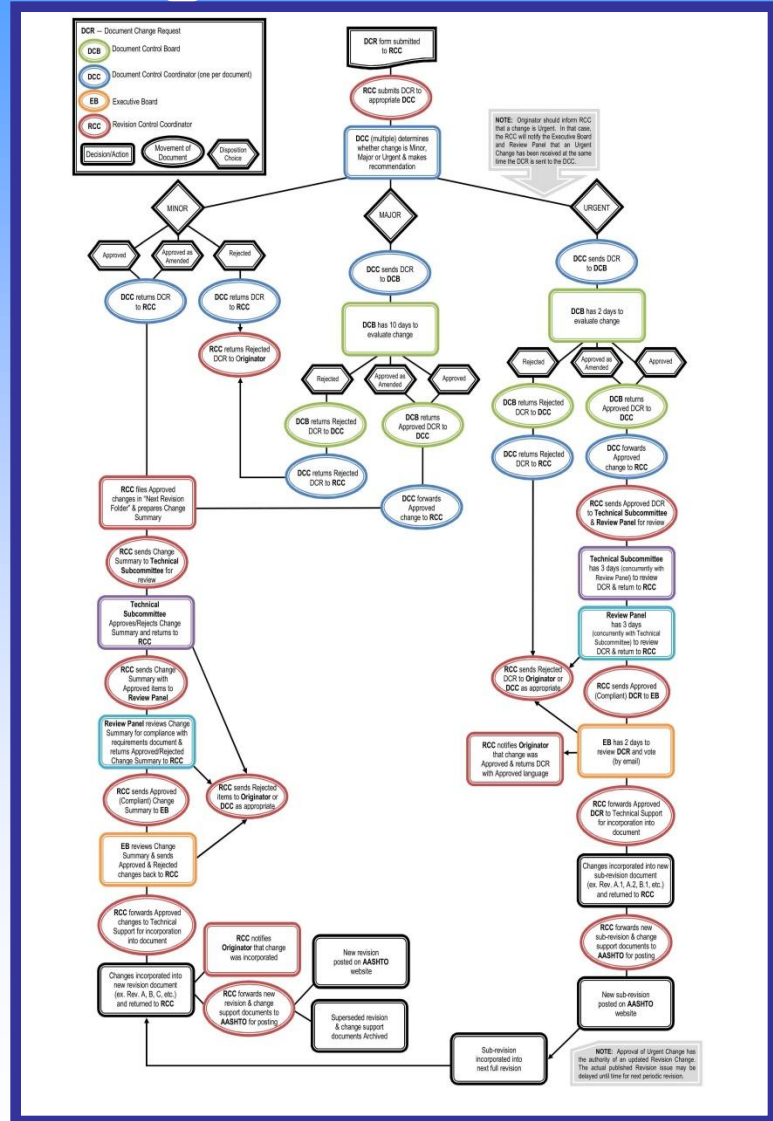 DCR — Document Change Request
DCB
Document Control Board
DCC
Document Control Coordinator (one per document)
EB
Executive Board
RCC
Revision Control Coordinator
Decision/Action
Movement of
Document
Disposition
Choice
DCR form submitted
to RCC
RCC submits DCR to
appropriate DCC
DCC (multiple) determines
whether change is Minor,
Major or Urgent & makes
recommendation
NOTE: Originator should inform RCC
that a change is Urgent. In that case,
the RCC will notify the Executive Board
and Review Panel that an Urgent
Change has been received at the same
time the DCR is sent to the DCC.
MINOR
Approved
Approved as
Amended
Rejected
DCC returns DCR
to RCC
DCC returns DCR
to RCC
RCC returns Rejected
DCR to Originator
MAJOR
DCC sends DCR
to DCB
DCB has 10 days to
evaluate change
Rejected
Approved as
Amended
Approved
DCB returns Rejected
DCR to DCC
DCB returns
Approved DCR to
DCC
DCC returns Rejected
DCR to RCC
DCC forwards
Approved
change to RCC
URGENT
DCC sends DCR
to DCB
DCB has 2 days to
evaluate change
Rejected
Approved as
Amended
Approved
DCB returns Rejected
DCR to DCC
DCB returns
Approved DCR to
DCC
DCC returns Rejected
DCR to RCC
DCC forwards
Approved
change to RCC
RCC sends Approved DCR
to Technical Subcommittee
& Review Panel for review
Technical Subcommittee
has 3 days (concurrently with
Review Panel) to review
DCR & return to RCC
Review Panel
has 3 days
(concurrently with Technical
Subcommittee) to review
DCR & return to RCC
RCC sends Rejected
DCR to Originator or
DCC as appropriate
RCC sends Approved
(Compliant) DCR to EB
RCC notifies Originator
that change was
Approved & returns DCR
with Approved language
EB has 2 days to
review DCR and vote
(by email)
RCC forwards Approved
DCR to Technical Support
for incorporation into
document
Changes incorporated into new
sub-revision document
(ex. Rev. A.1, A.2, B.1, etc.)
and returned to RCC
RCC forwards new
sub-revision & change
support documents to
AASHTO for posting
New sub-revision
posted on AASHTO
website
Sub-revision
incorporated into
next full revision
NOTE: Approval of Urgent Change has
the authority of an updated Revision Change.
The actual published Revision issue may be
delayed until time for next periodic revision.
RCC files Approved
changes in "Next Revision
Folder" & prepares Change
Summary
RCC sends Change
Summary to Technical
Subcommittee for
review
Technical
Subcommittee
Approves/Rejects Change
Summary and returns to
RCC
RCC sends Change
Summary with
Approved items to
Review Panel
Review Panel reviews Change
Summary for compliance with
requirements document &
returns Approved/Rejected
Change Summary to RCC
RCC sends Approved
(Compliant) Change
Summary to EB
RCC sends Rejected
items to Originator or
DCC as appropriate
EB reviews Change
Summary & sends
Approved & Rejected
changes back to RCC
RCC forwards Approved
changes to Technical
Support for incorporation
into document
Changes incorporated into
new revision document
(ex. Rev. A, B, C, etc.)
and returned to RCC
RCC notifies
Originator that change
was incorporated
RCC forwards new
revision & change
support documents to
AASHTO for posting
New revision
posted on AASHTO
website
Superseded revision
& change support
documents Archived